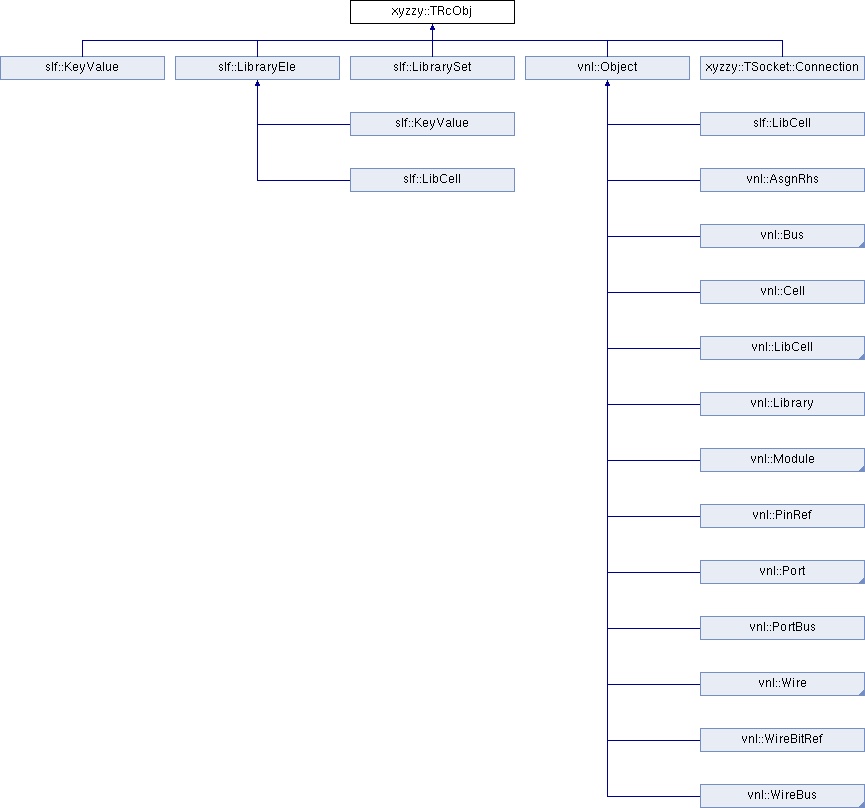 xyzzy::TRcObj
slf::KeyValue
slf::LibraryEle
slf::LibrarySet
vnl::Object
xyzzy::TSocket::Connection
slf::KeyValue
slf::LibCell
slf::LibCell
vnl::AsgnRhs
vnl::Bus
vnl::Cell
vnl::LibCell
vnl::Library
vnl::Module
vnl::PinRef
vnl::Port
vnl::PortBus
vnl::Wire
vnl::WireBitRef
vnl::WireBus